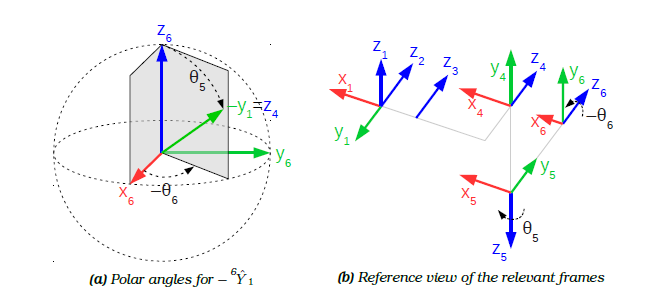 Z6
θ5
−y1=Z4
y6
x6
−θ6
(a) Polar angles for − 6Ŷ1
Z1
Z2
Z3
x1
y1
y4
Z4
x4
y6
Z6
x6
−θ6
y5
x5
θ5
Z5
(b) Reference view of the relevant frames